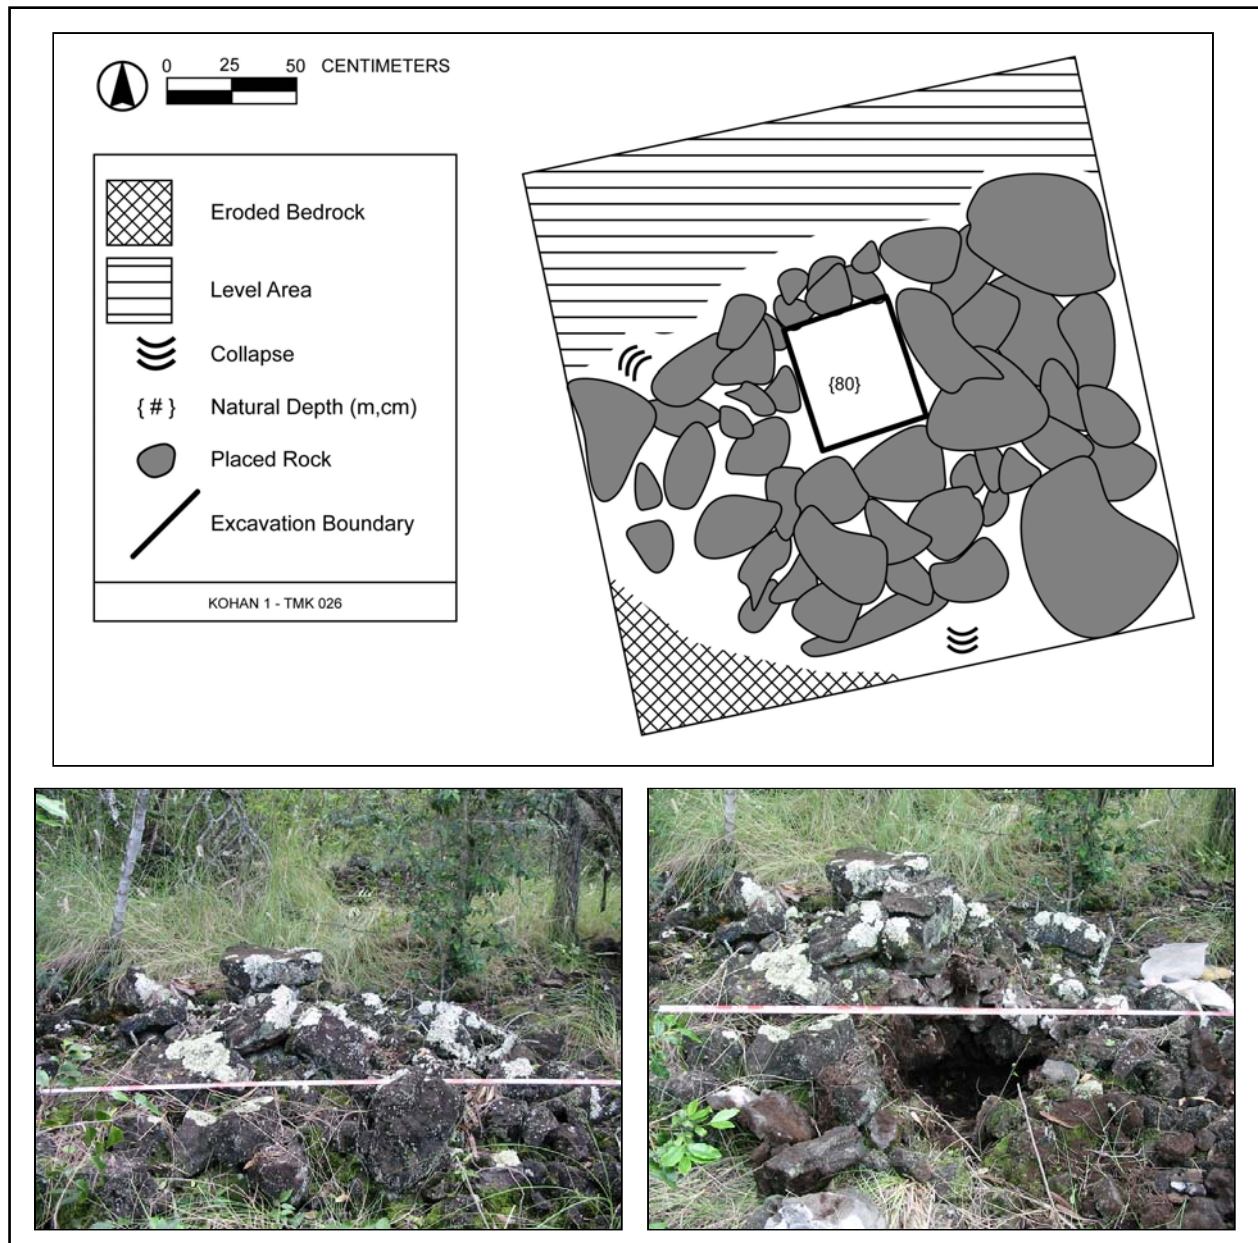 0 25 50 CENTIMETERS
Eroded Bedrock
Level Area
Collapse
{ # } Natural Depth (m,cm)
Placed Rock
Excavation Boundary
KOHAN 1 - TMK 026
{80}